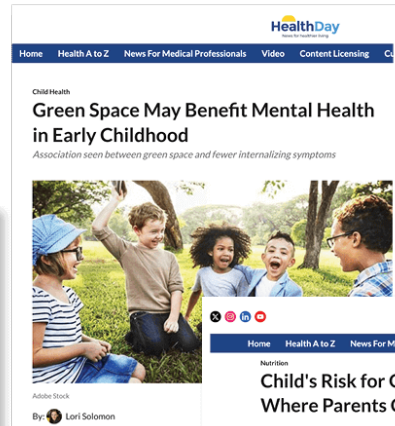 HealthDay
News for healthier living
Home Health A to Z News For Medical Professionals Video Content Licensing
Child Health
Green Space May Benefit Mental Health
in Early Childhood
Association seen between green space and fewer internalizing symptoms
Home Health A to Z News For
Nutrition
Child's Risk for
Where Parents
Adobe Stock
By: Lori Solomon